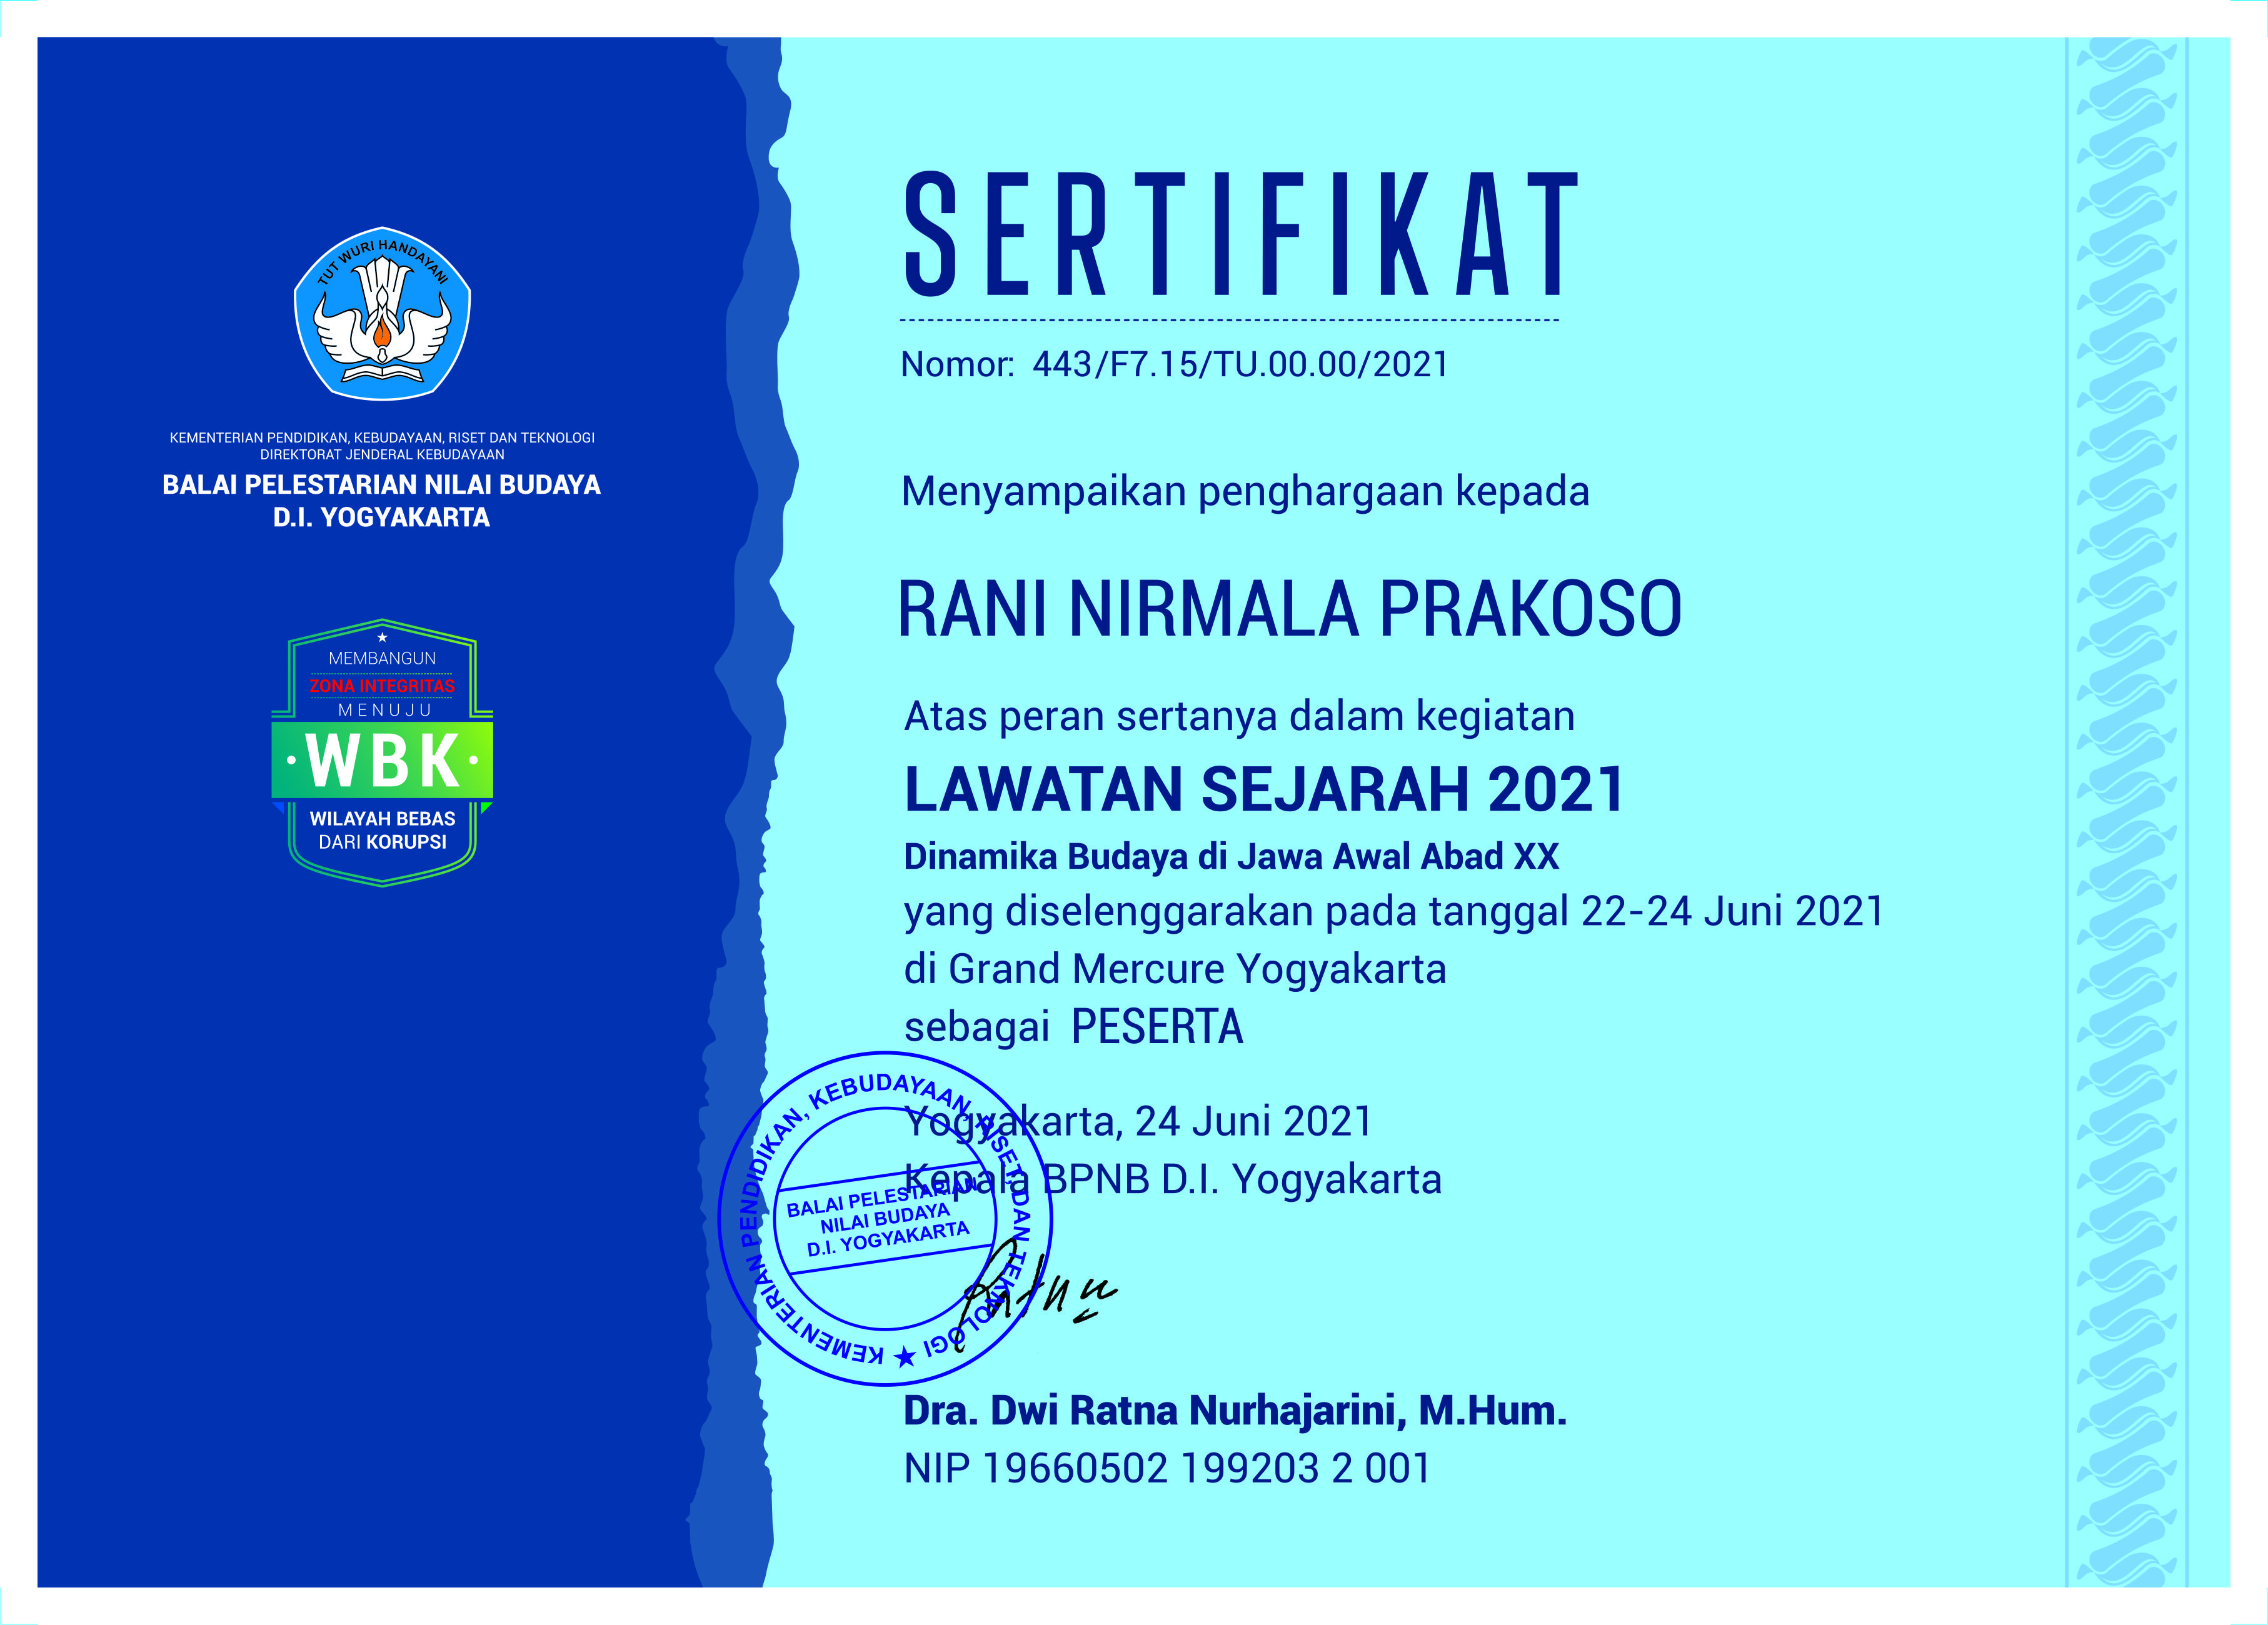 TUT WURI HANDAYANI
KEMENTERIAN PENDIDIKAN, KEBUDAYAAN, RISET DAN TEKNOLOGI
DIREKTORAT JENDERAL KEBUDAYAAN
BALAI PELESTARIAN NILAI BUDAYA
D.I. YOGYAKARTA
MEMBANGUN
ZONA INTEGRITAS
MENUJU
WBK
WILAYAH BEBAS
DARI KORUPSI
SERTIFIKAT
Nomor: 443/F7.15/TU.00.00/2021
Menyampaikan penghargaan kepada
RANI NIRMALA PRAKOSO
Atas peran sertanya dalam kegiatan
LAWATAN SEJARAH 2021
Dinamika Budaya di Jawa Awal Abad XX
yang diselenggarakan pada tanggal 22-24 Juni 2021
di Grand Mercure Yogyakarta
sebagai PESERTA
Yogyakarta, 24 Juni 2021
Kepala BPNB D.I. Yogyakarta
KEMENTERIAN PENDIDIKAN, KEBUDAYAAN, RISET, DAN TEKNOLOGI
BALAI PELESTARIAN
NILAI BUDAYA
D.I. YOGYAKARTA
Dra. Dwi Ratna Nurhajarini, M.Hum.
NIP 19660502 199203 2 001